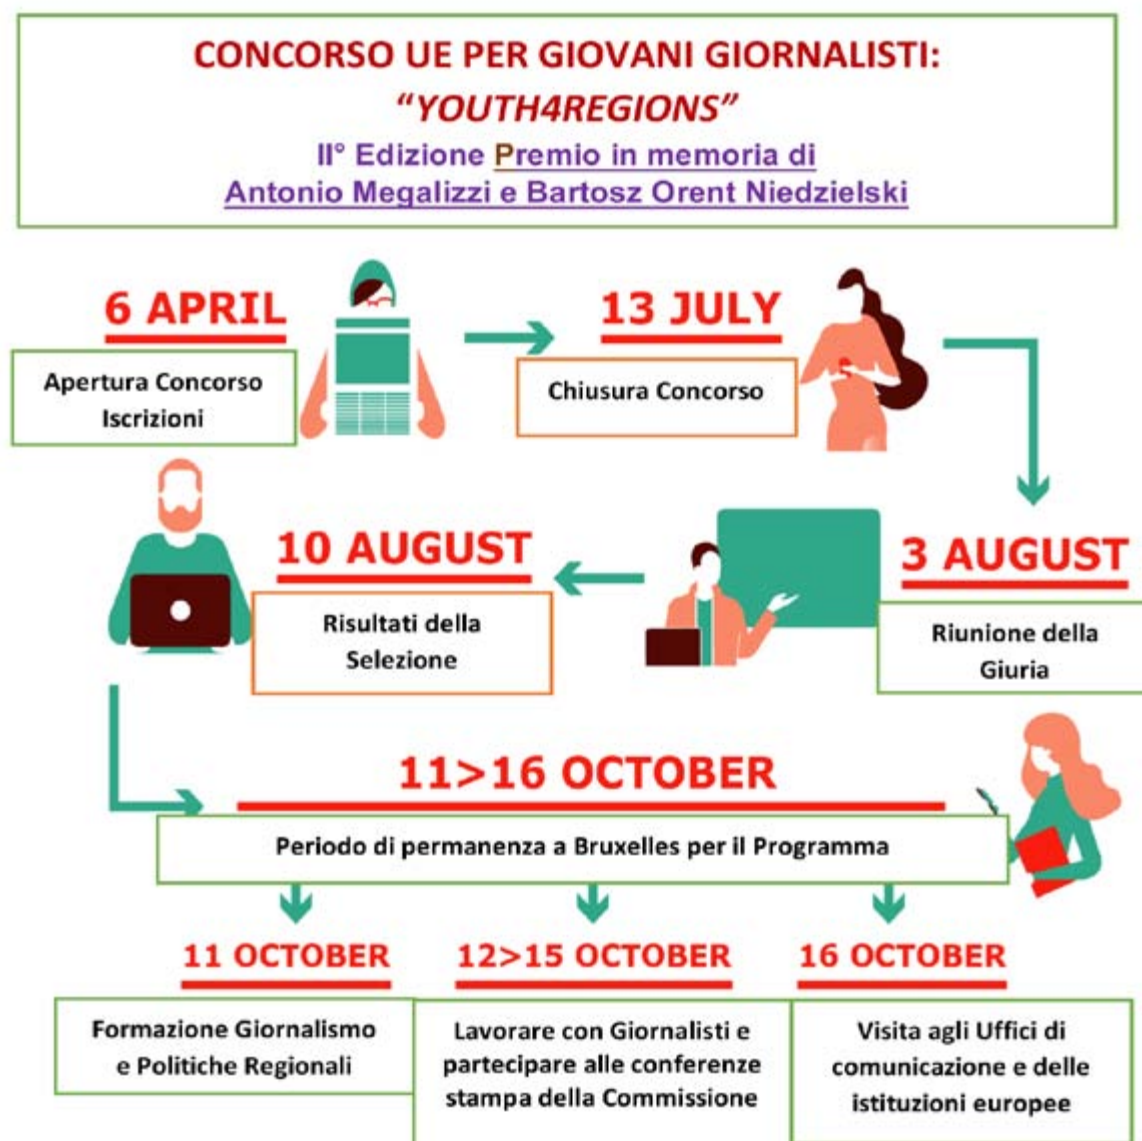 CONCORSO UE PER GIOVANI GIORNALISTI:
“YOUTH4REGIONS”
II° Edizione Premio in memoria di
Antonio Megalizzi e Bartosz Orent Niedzielski
6 APRIL
Apertura Concorso
Iscrizioni
13 JULY
Chiusura Concorso
3 AUGUST
Riunione della
Giuria
10 AUGUST
Risultati della
Selezione
11>16 OCTOBER
Periodo di permanenza a Bruxelles per il Programma
11 OCTOBER
Formazione Giornalismo
e Politiche Regionali
12>15 OCTOBER
Lavorare con Giornalisti e
partecipare alle conferenze
stampa della Commissione
16 OCTOBER
Visita agli Uffici di
comunicazione e delle
istituzioni europee